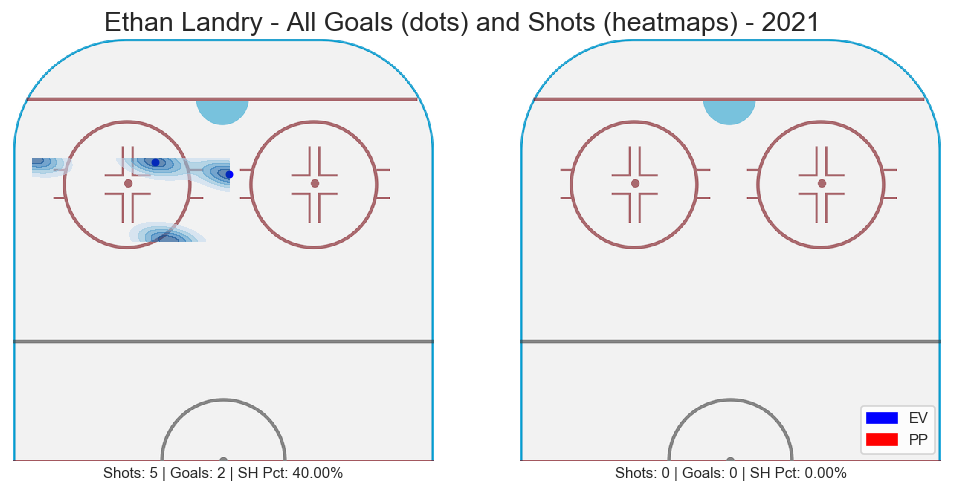 Ethan Landry - All Goals (dots) and Shots (heatmaps) - 2021
EV
PP
Shots: 5 | Goals: 2 | SH Pct: 40.00%
Shots: 0 | Goals: 0 | SH Pct: 0.00%